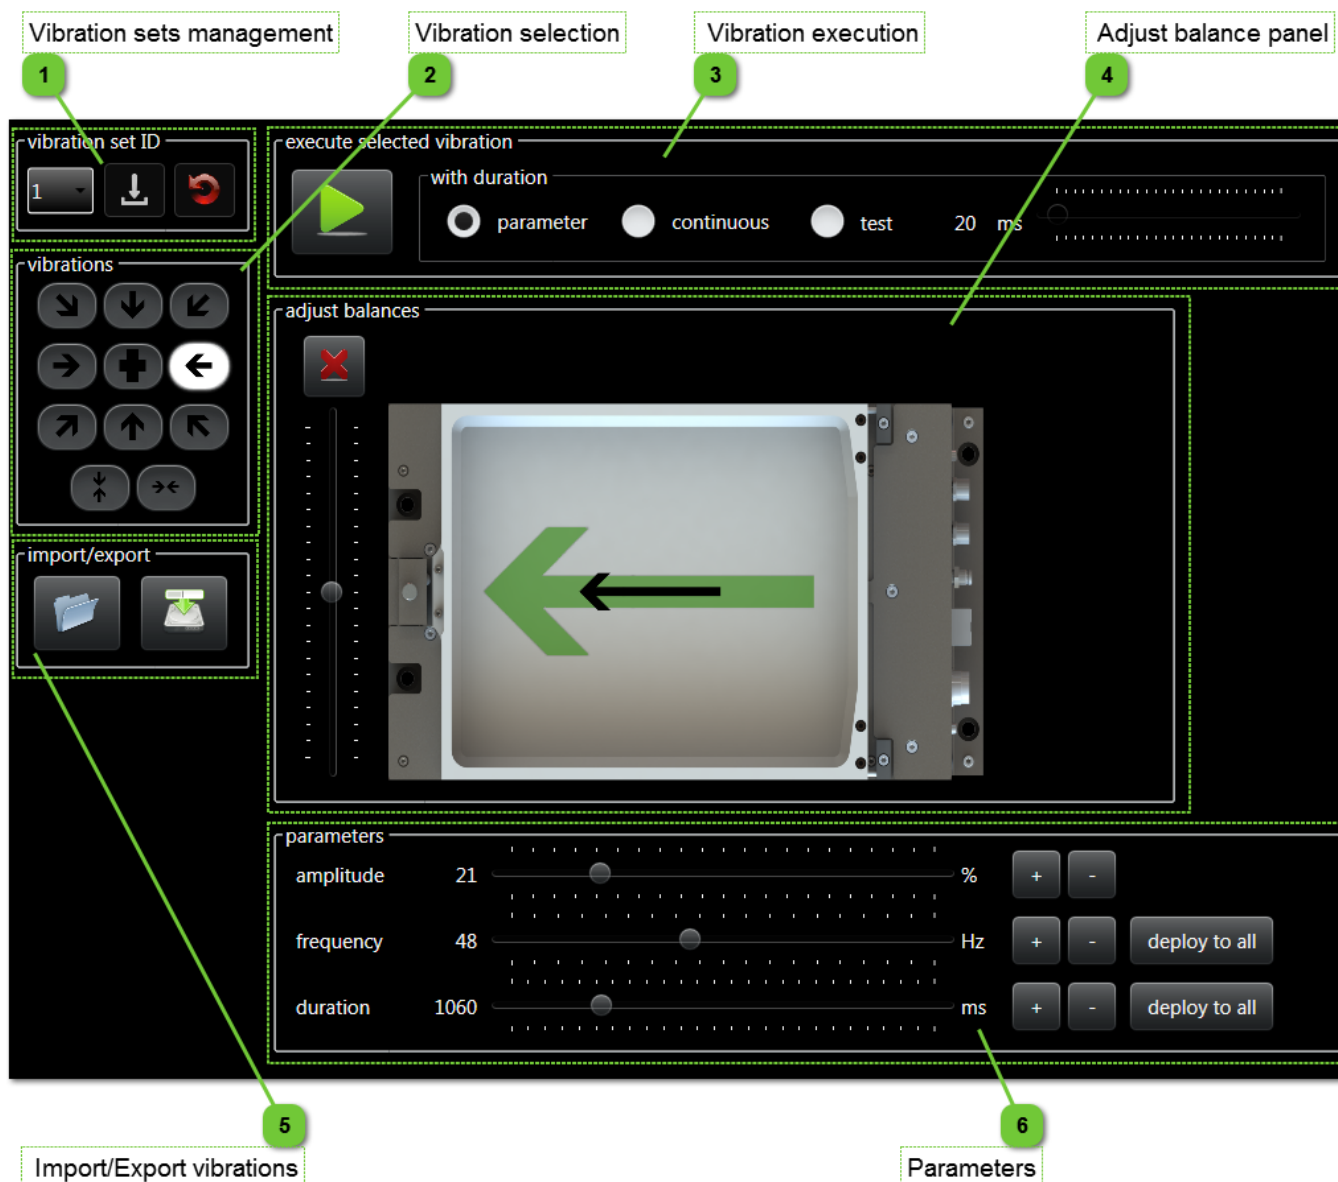 Vibration sets management
Vibration selection
Vibration execution
Adjust balance panel
1
2
3
4
vibration set ID
1
execute selected vibration
with duration
parameter
continuous
test
20 ms
vibrations
adjust balances
import/export
parameters
amplitude 21 % + -
frequency 48 Hz + - deploy to all
duration 1060 ms + - deploy to all
5
6
Import/Export vibrations
Parameters